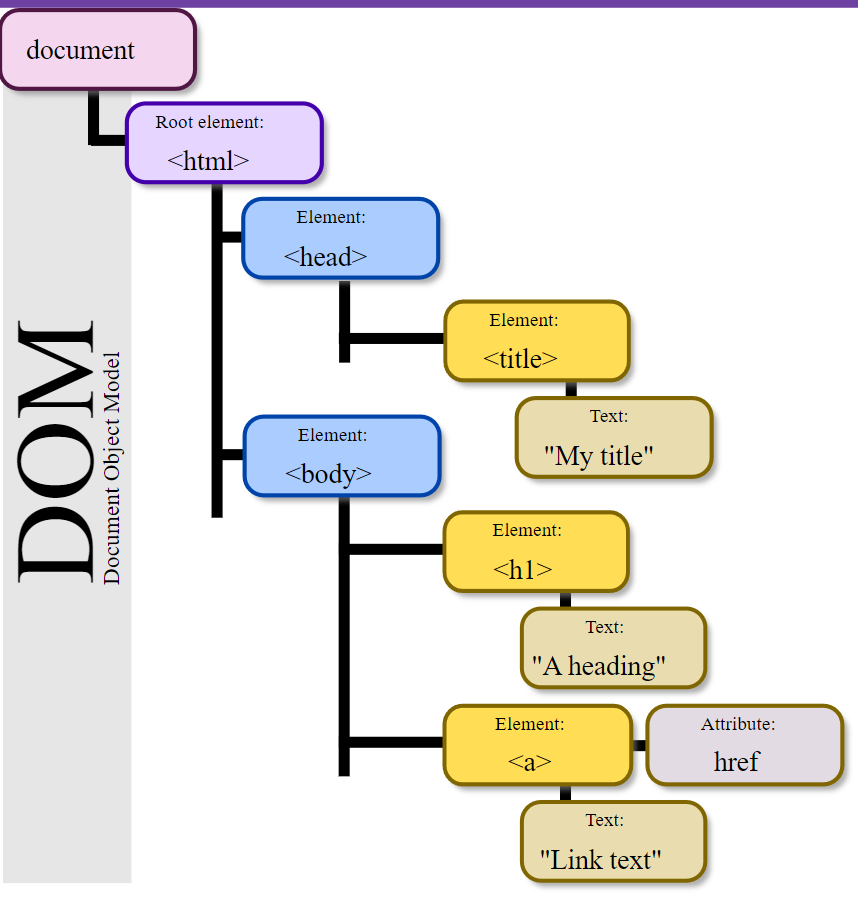 document
Root element:
<html>
Element:
<head>
Element:
<title>
Text:
"My title"
Element:
<body>
Element:
<h1>
Text:
"A heading"
Element:
<a>
Attribute:
href
Text:
"Link text"
DOM
Document Object Model